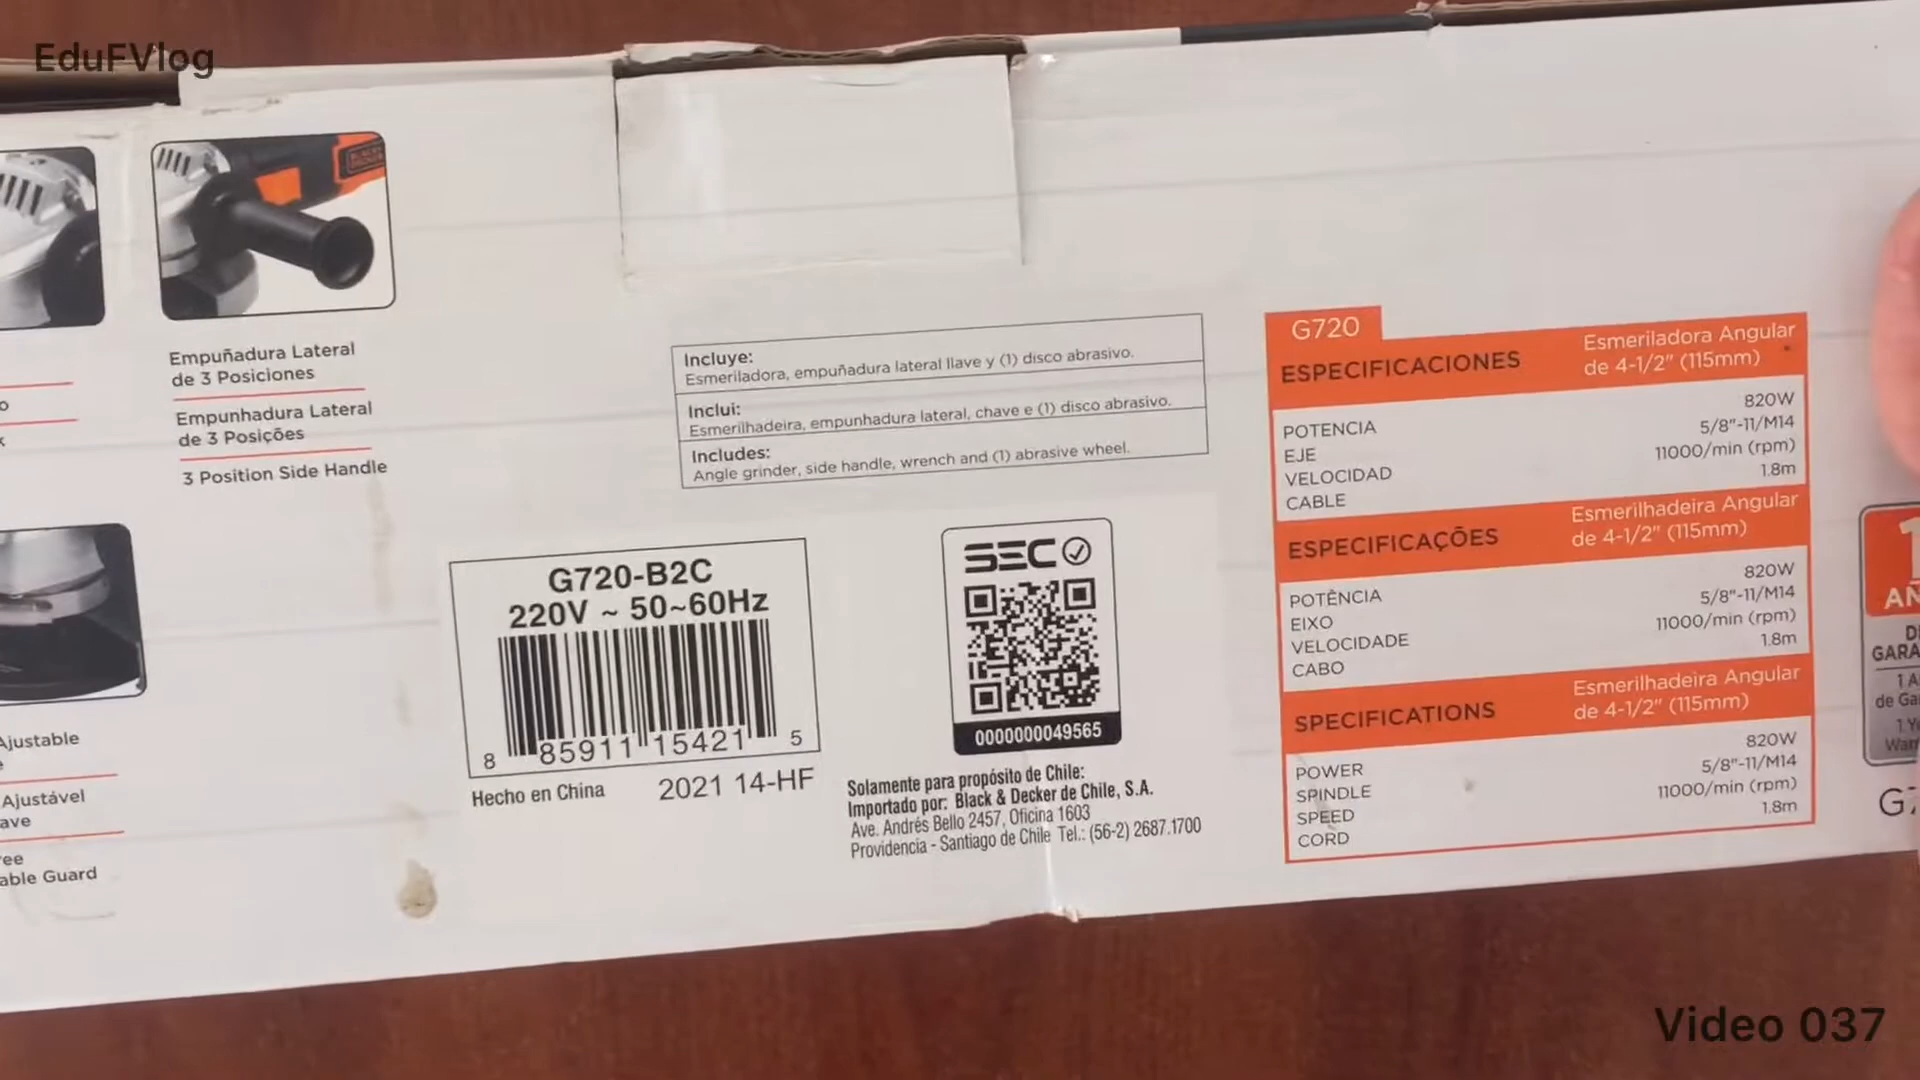 EduFVlog
Empuñadura Lateral
de 3 Posiciones
Empunhadura Lateral
de 3 Posições
3 Position Side Handle
Ajustable
Ajustável
able Guard
Incluye:
Esmeriladora, empuñadura lateral llave y (1) disco abrasivo.
Inclui:
Esmerilhadeira, empunhadura lateral, chave e (1) disco abrasivo.
Includes:
Angle grinder, side handle, wrench and (1) abrasive wheel.
G720-B2C
220V ~ 50~60Hz
8 85911 15421 5
Hecho en China 2021 14-HF
SEC
0000000049565
Solamente para propósito de Chile:
Importado por: Black & Decker de Chile, S.A.
Ave. Andrés Bello 2457, Oficina 1603
Providencia - Santiago de Chile Tel.: (56-2) 2687.1700
G720
ESPECIFICACIONES Esmeriladora Angular
de 4-1/2" (115mm)
POTENCIA 820W
EJE 5/8"-11/M14
VELOCIDAD 11000/min (rpm)
CABLE 1.8m
ESPECIFICAÇÕES Esmerilhadeira Angular
de 4-1/2" (115mm)
POTÊNCIA 820W
EIXO 5/8"-11/M14
VELOCIDADE 11000/min (rpm)
CABO 1.8m
SPECIFICATIONS Esmerilhadeira Angular
de 4-1/2" (115mm)
POWER 820W
SPINDLE 5/8"-11/M14
SPEED 11000/min (rpm)
CORD 1.8m
Video 037